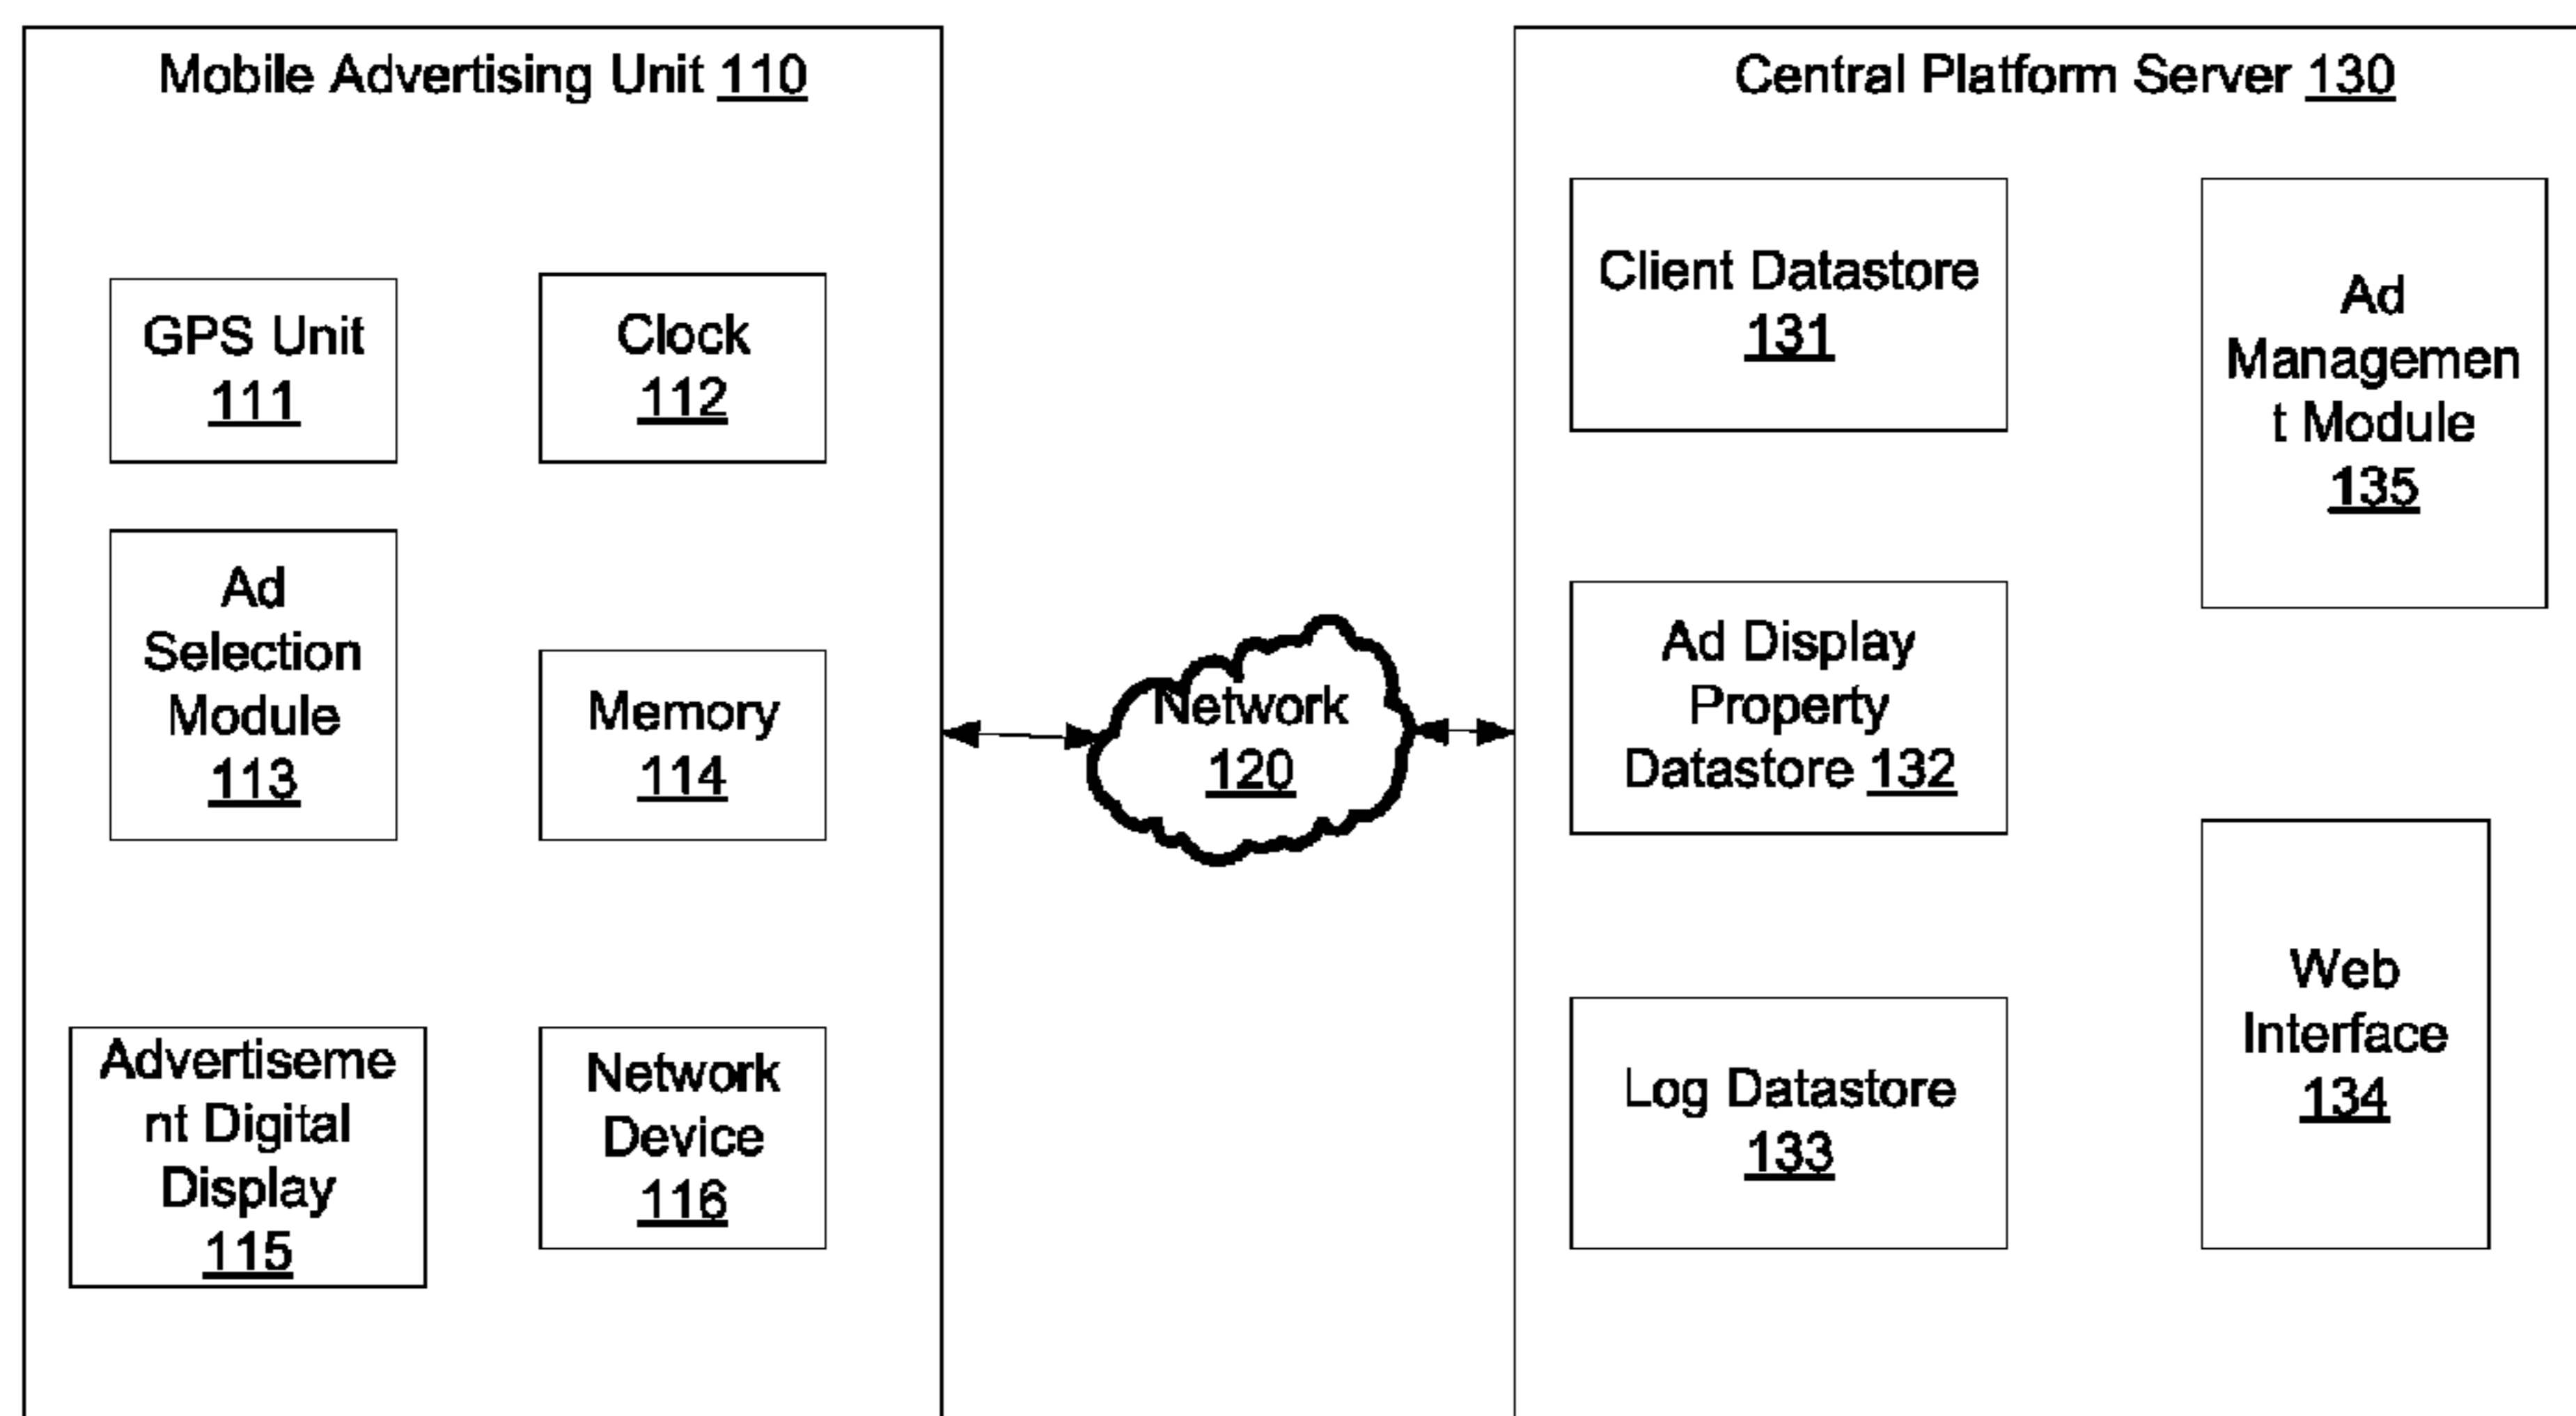 Mobile Advertising Unit 110
GPS Unit
111
Clock
112
Ad
Selection
Module
113
Memory
114
Advertiseme
nt Digital
Display
115
Network
Device
116
Network
120
Central Platform Server 130
Client Datastore
131
Ad
Managemen
t Module
135
Ad Display
Property
Datastore 132
Log Datastore
133
Web
Interface
134